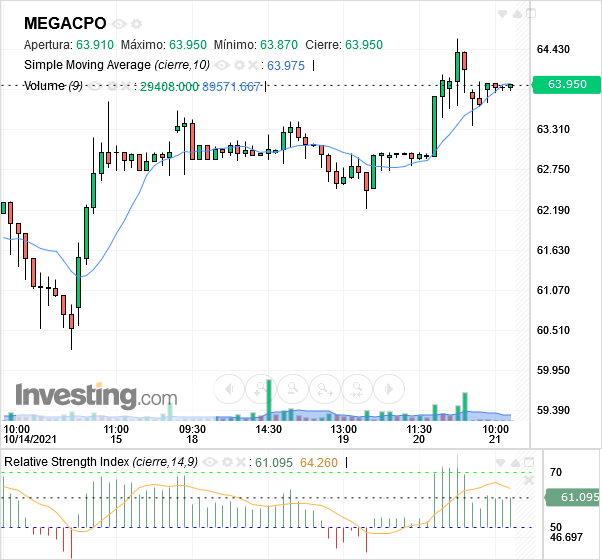 MEGACPO
Apertura: 63.910 Máximo: 63.950 Mínimo: 63.870 Cierre: 63.950
Simple Moving Average (cierre,10) : 63.975
Volume (9) : 29408.000 89571.667
64.430
63.950
63.310
62.750
62.190
61.630
61.070
60.510
59.950
59.390
Investing.com
10:00 11:00 09:30 14:30 13:00 11:30 10:00
10/14/2021 15 18 19 20 21
Relative Strength Index (cierre,14,9) : 61.095 64.260
70
61.095
50
46.697